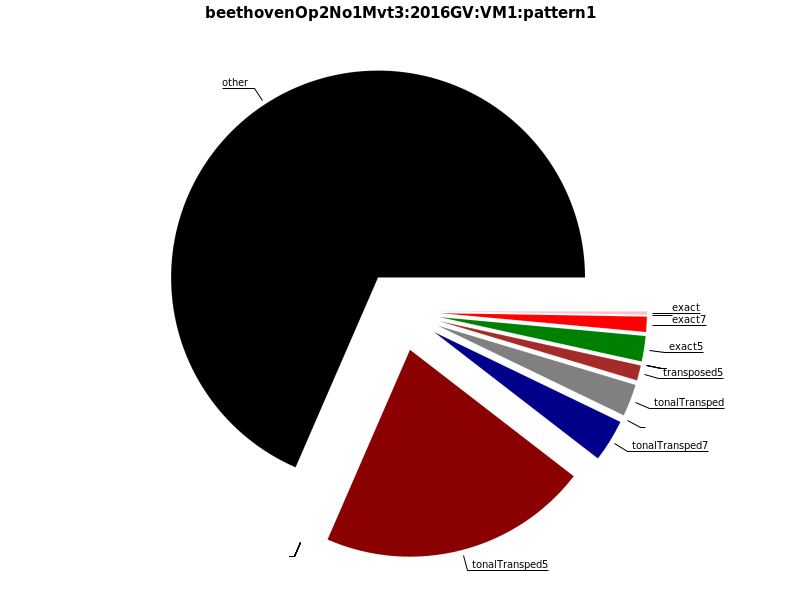 beethovenOp2No1Mvt3:2016GV:VM1:pattern1
other
exact
exact7
exact5
transposed5
tonalTransped
tonalTransped7
tonalTransped5